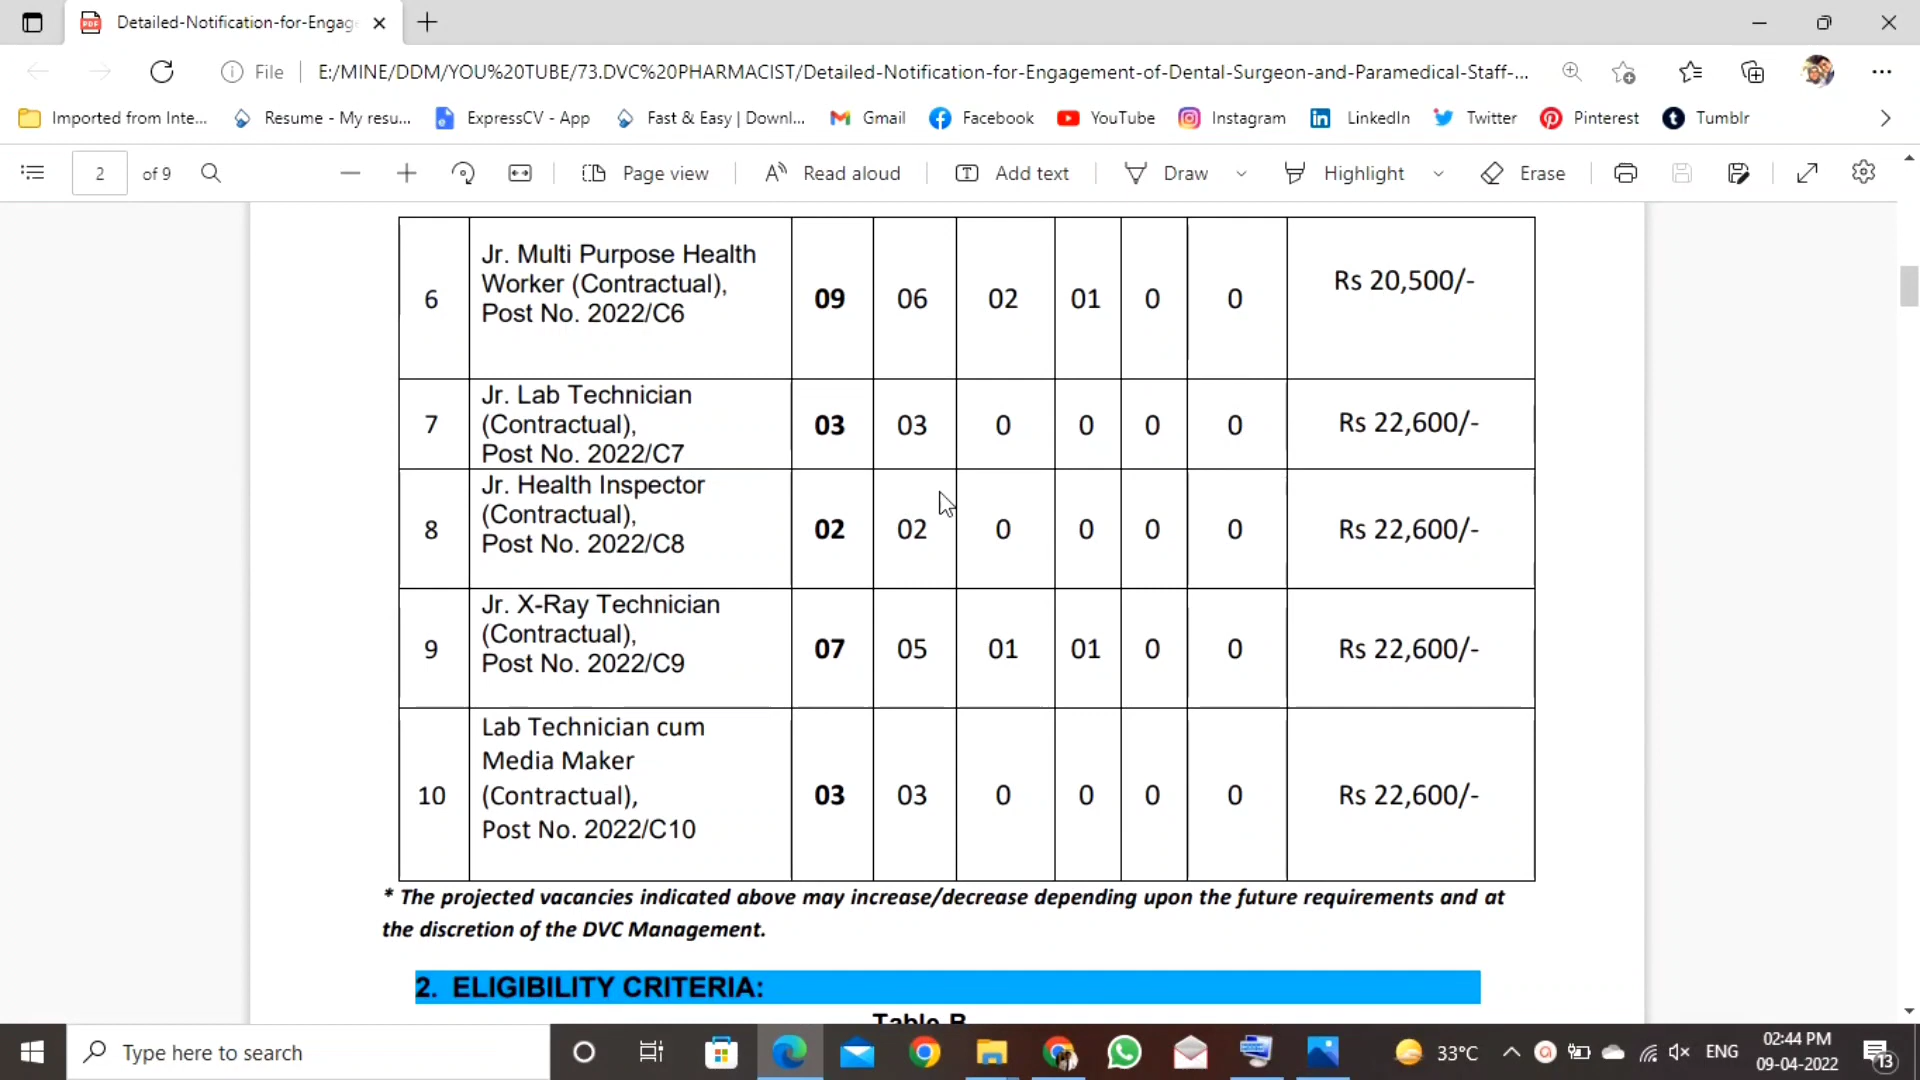 Detailed-Notification-for-Engag
File E:/MINE/DDM/YOU%20TUBE/73.DVC%20PHARMACIST/Detailed-Notification-for-Engagement-of-Dental-Surgeon-and-Paramedical-Staff-...
Imported from Inte... Resume - My resu... ExpressCV - App Fast & Easy | Downl... Gmail Facebook YouTube Instagram LinkedIn Twitter Pinterest Tumblr
2 of 9 Page view Read aloud Add text Draw Highlight Erase
Jr. Multi Purpose Health
Worker (Contractual),
Post No. 2022/C6
6 09 06 02 01 0 0 Rs 20,500/-
Jr. Lab Technician
(Contractual),
Post No. 2022/C7
7 03 03 0 0 0 0 Rs 22,600/-
Jr. Health Inspector
(Contractual),
Post No. 2022/C8
8 02 02 0 0 0 0 Rs 22,600/-
Jr. X-Ray Technician
(Contractual),
Post No. 2022/C9
9 07 05 01 01 0 0 Rs 22,600/-
Lab Technician cum
Media Maker
(Contractual),
Post No. 2022/C10
10 03 03 0 0 0 0 Rs 22,600/-
* The projected vacancies indicated above may increase/decrease depending upon the future requirements and at
the discretion of the DVC Management.
2. ELIGIBILITY CRITERIA:
Table B
Type here to search 33°C ENG 02:44 PM
09-04-2022 13